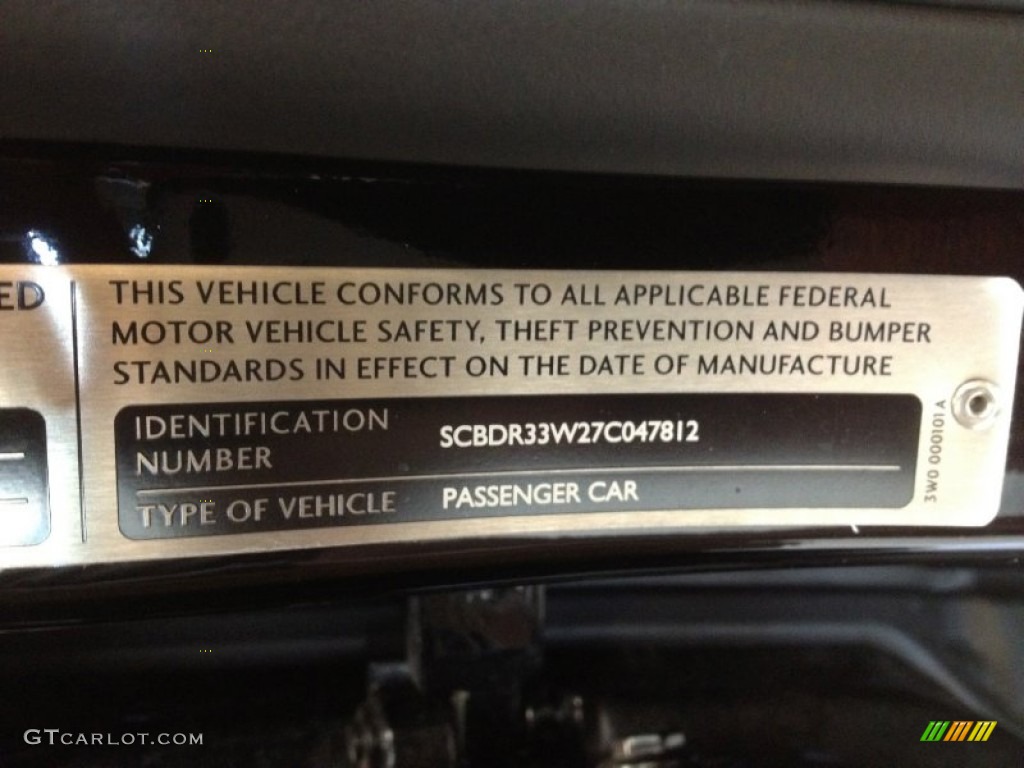 ED
THIS VEHICLE CONFORMS TO ALL APPLICABLE FEDERAL
MOTOR VEHICLE SAFETY, THEFT PREVENTION AND BUMPER
STANDARDS IN EFFECT ON THE DATE OF MANUFACTURE
IDENTIFICATION
NUMBER
SCBDR33W27C047812
TYPE OF VEHICLE
PASSENGER CAR
3W0 000101A
GTCARLOT.COM